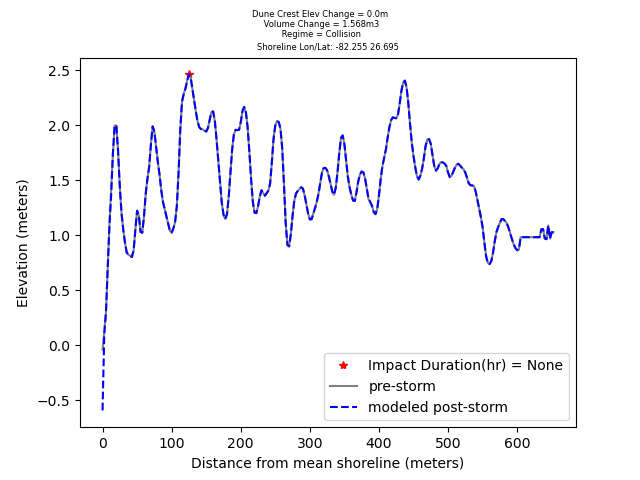 Dune Crest Elev Change = 0.0m
Volume Change = 1.568m3
Regime = Collision
Shoreline Lon/Lat: -82.255 26.695
2.5
2.0
1.5
1.0
0.5
0.0
−0.5
Elevation (meters)
Impact Duration(hr) = None
pre-storm
modeled post-storm
0 100 200 300 400 500 600
Distance from mean shoreline (meters)